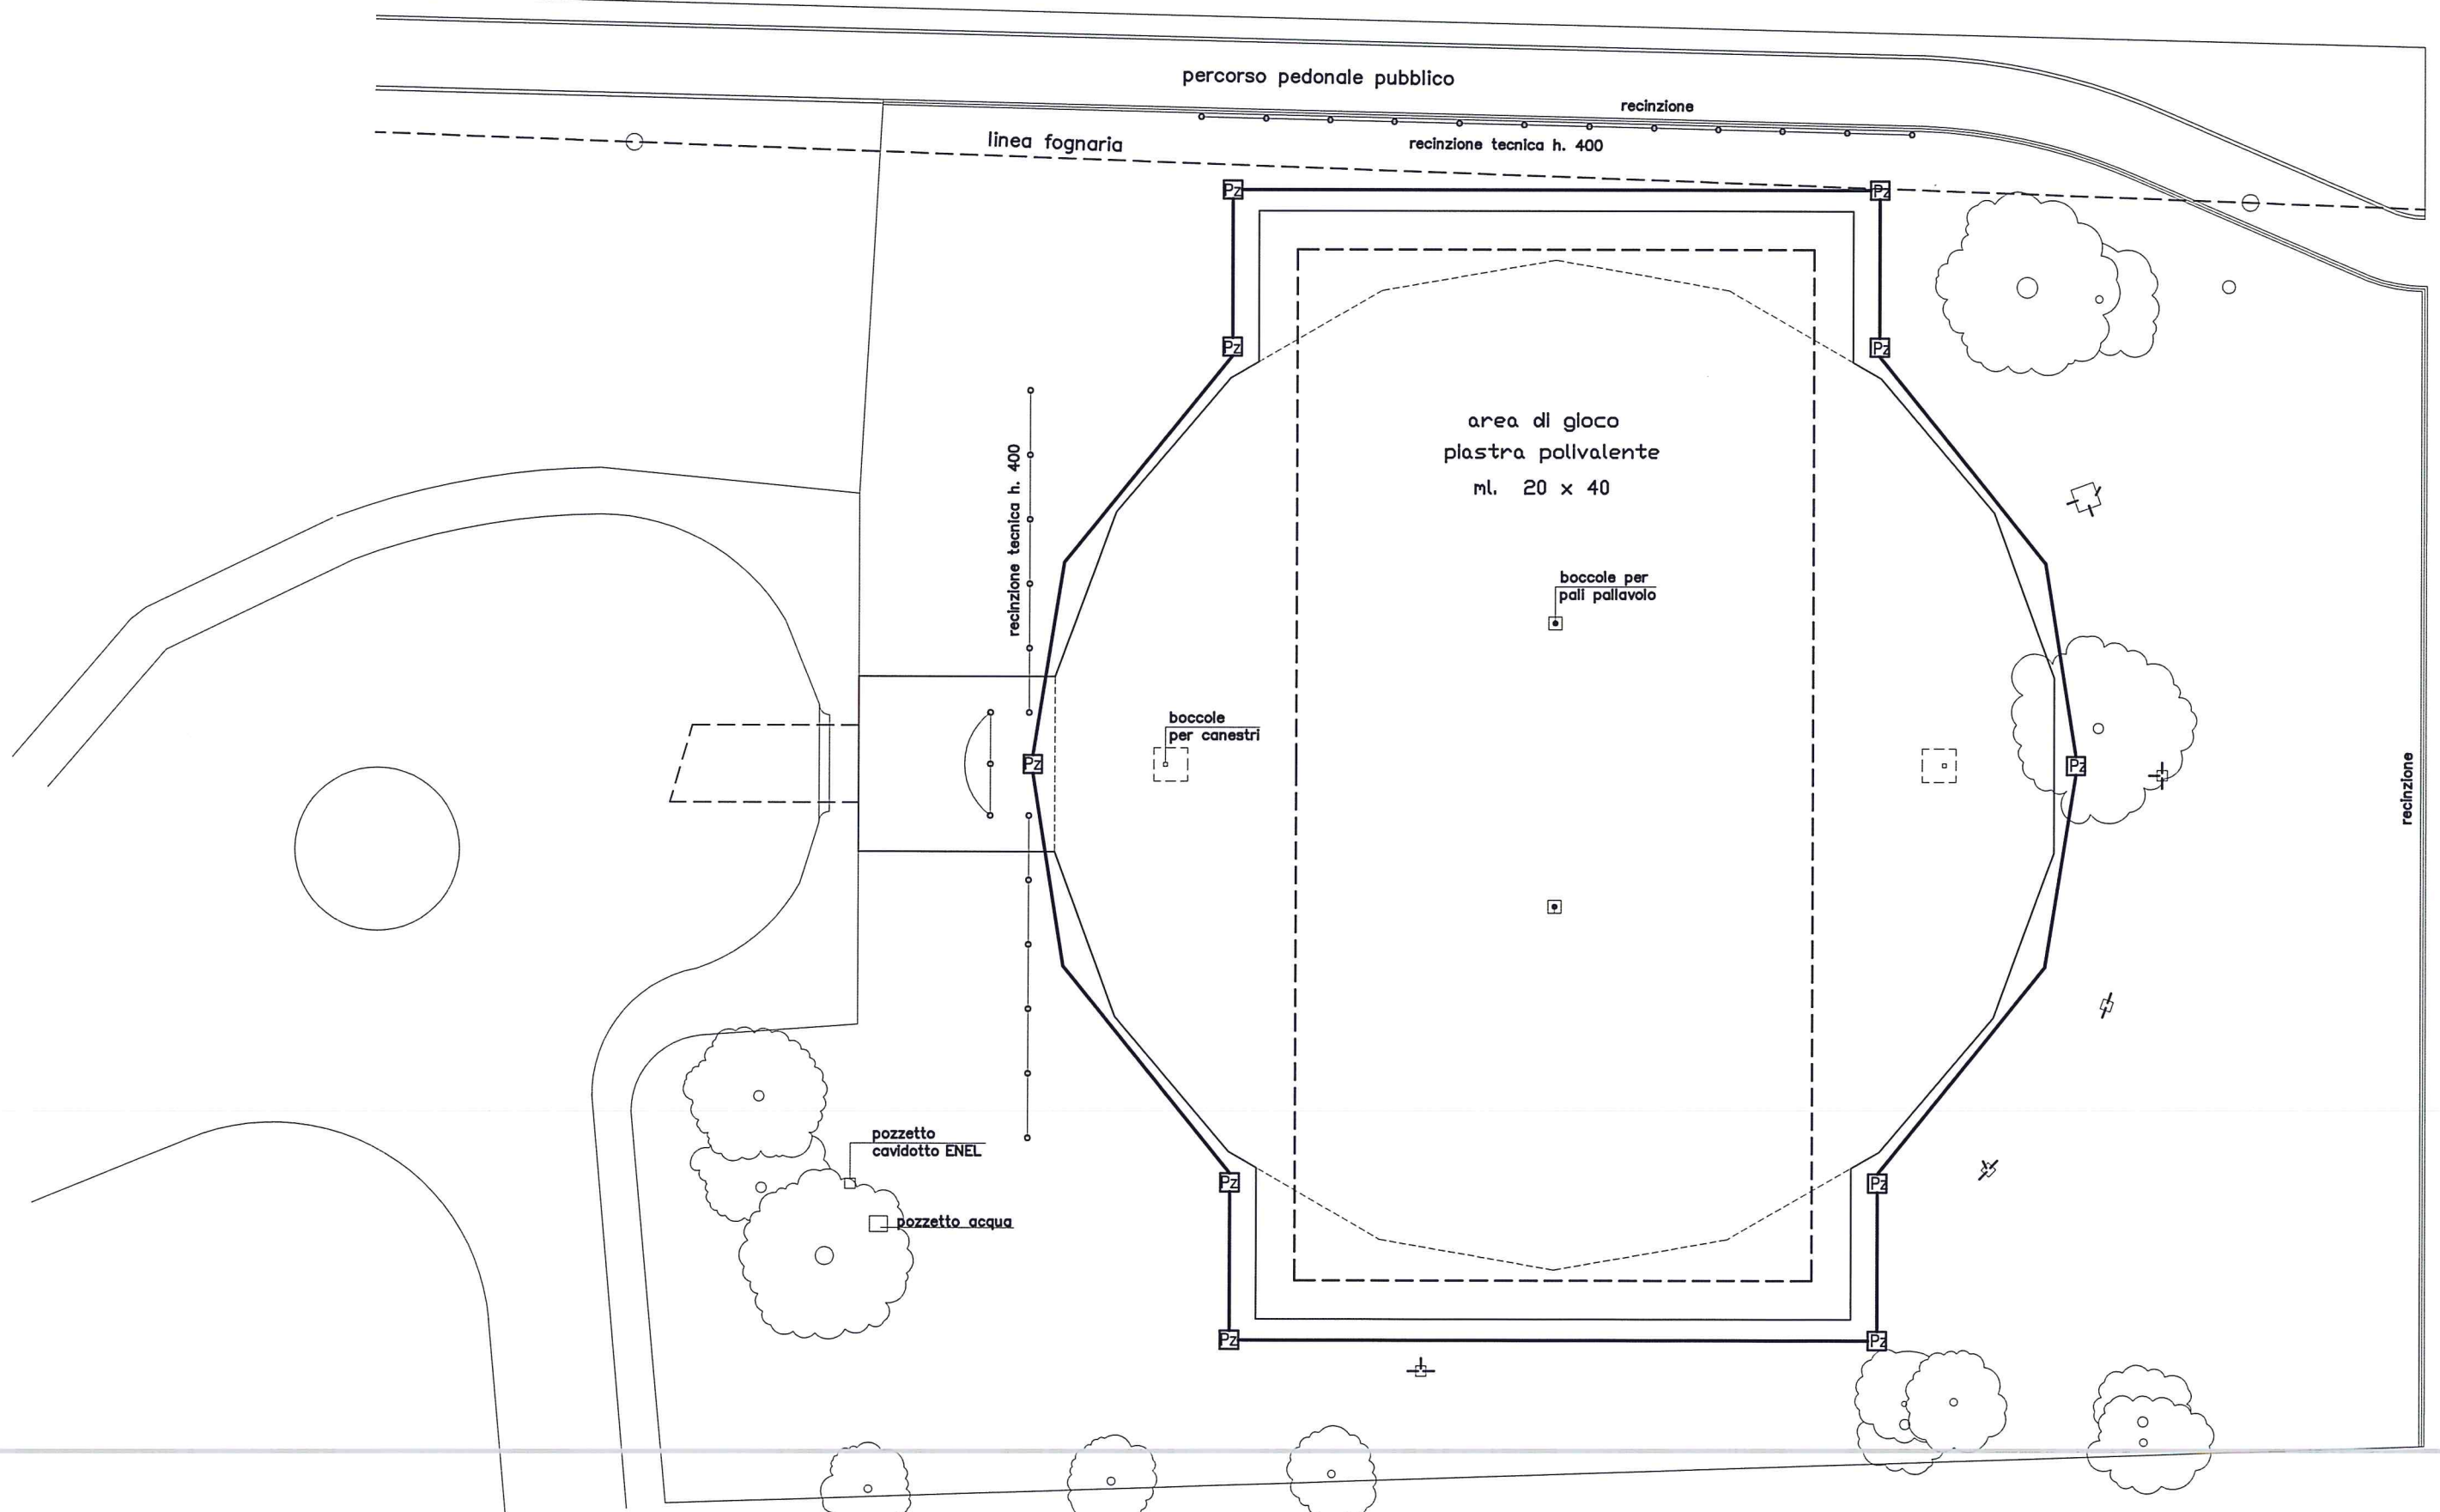 percorso pedonale pubblico
recinzione
linea fognaria
recinzione tecnica h. 400
Pz
Pz
Pz
Pz
area di gioco
plastra polivalente
ml. 20 x 40
recinzione tecnica h. 400
boccole per
pali pallavolo
boccole
per canestri
Pz
Pz
recinzione
pozzetto
cavidotto ENEL
Pz
Pz
pozzetto acqua
Pz
Pz